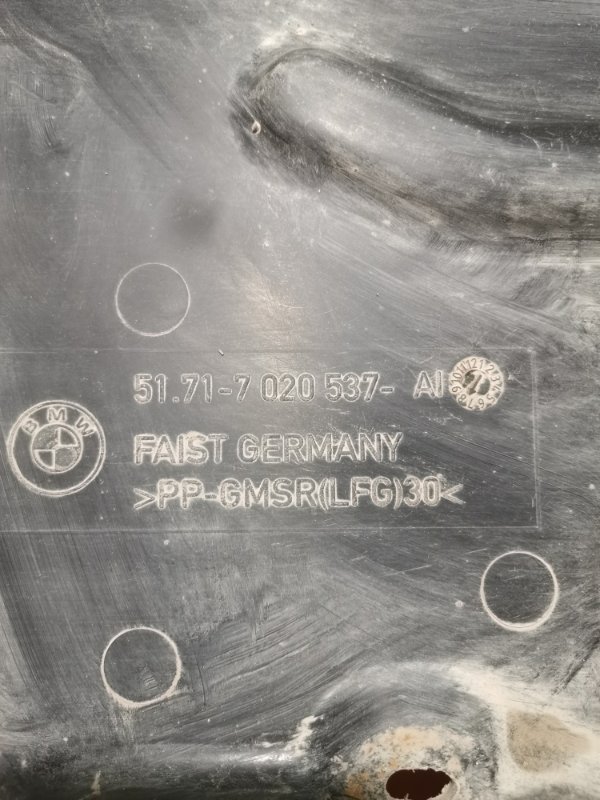 51.71-7 020 537- AI
BMW
FAIST GERMANY
>PP-GMSR(LFG)30<